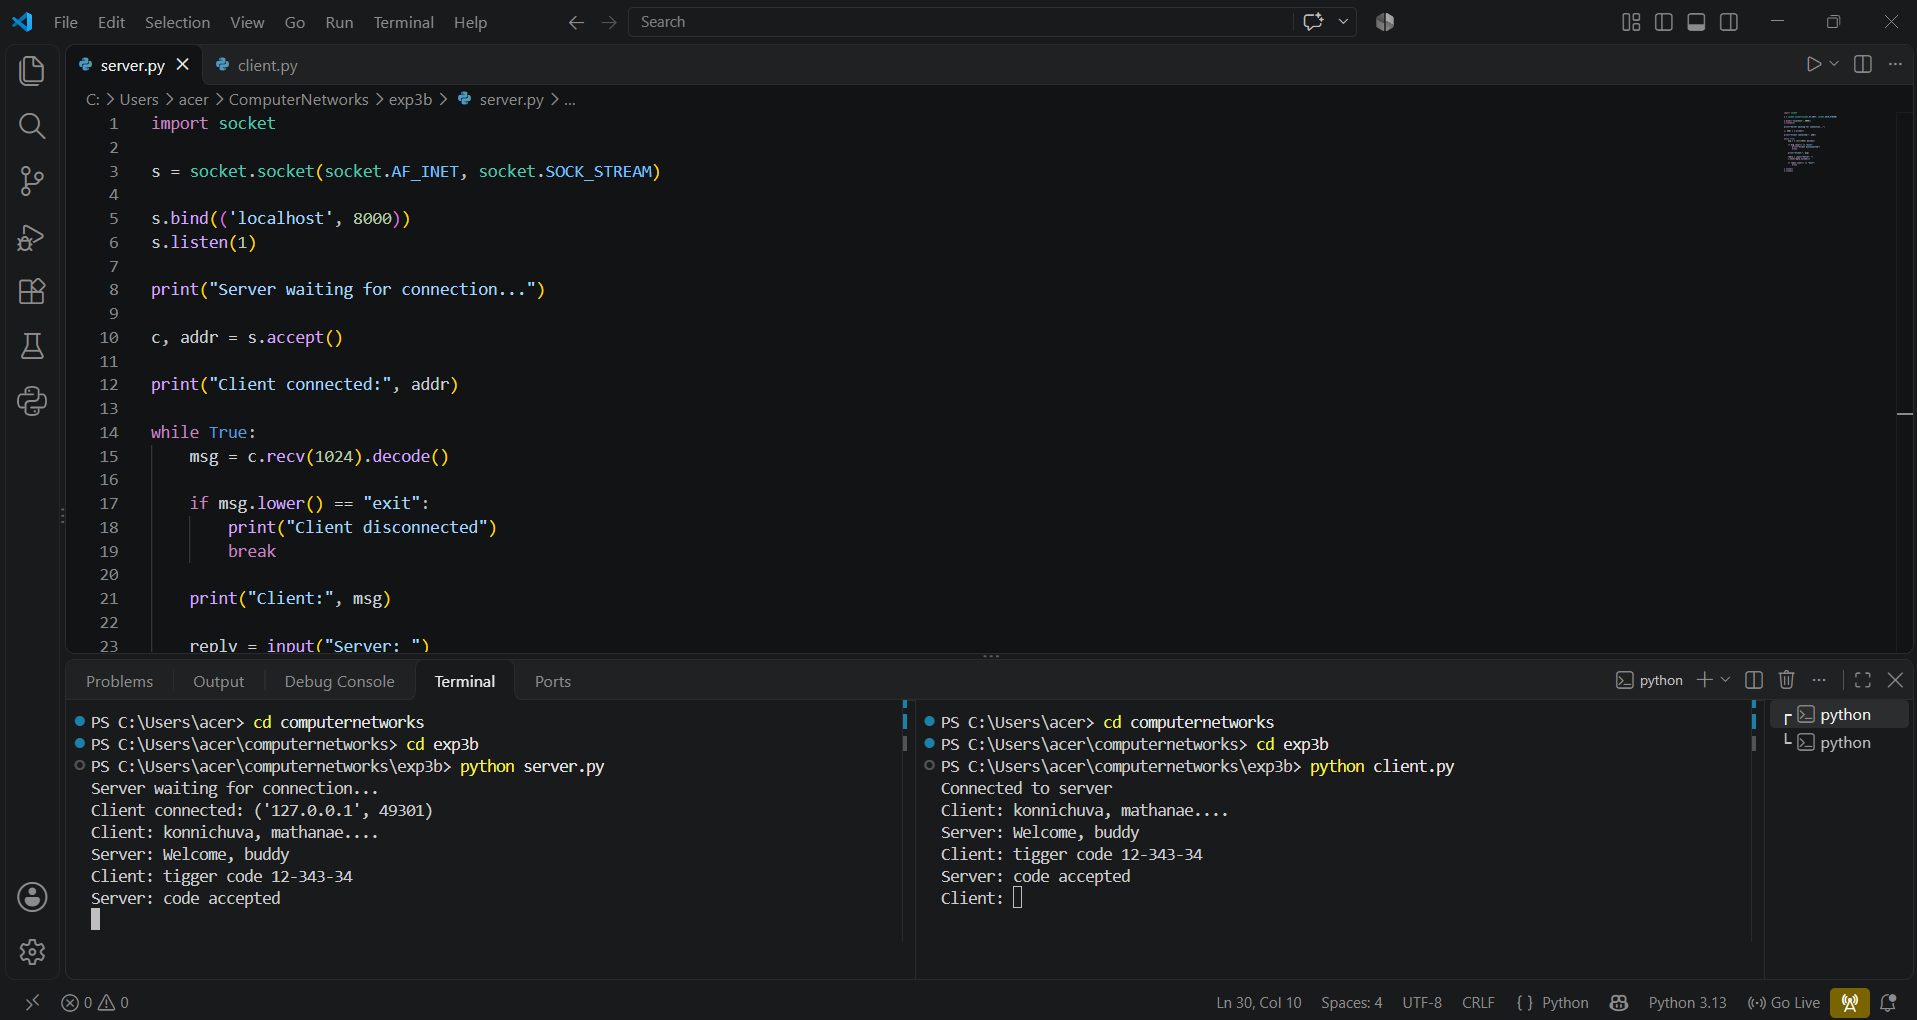 File Edit Selection View Go Run Terminal Help Search
server.py client.py
C: > Users > acer > ComputerNetworks > exp3b > server.py > ...
1 import socket
2
3 s = socket.socket(socket.AF_INET, socket.SOCK_STREAM)
4
5 s.bind(('localhost', 8000))
6 s.listen(1)
7
8 print("Server waiting for connection...")
9
10 c, addr = s.accept()
11
12 print("Client connected:", addr)
13
14 while True:
15 msg = c.recv(1024).decode()
16
17 if msg.lower() == "exit":
18 print("Client disconnected")
19 break
20
21 print("Client:", msg)
22
23 reply = input("Server: ")
Problems Output Debug Console Terminal Ports python
PS C:\Users\acer> cd computernetworks
PS C:\Users\acer\computernetworks> cd exp3b
PS C:\Users\acer\computernetworks\exp3b> python server.py
Server waiting for connection...
Client connected: ('127.0.0.1', 49301)
Client: konnichuva, mathanae....
Server: Welcome, buddy
Client: tigger code 12-343-34
Server: code accepted
PS C:\Users\acer> cd computernetworks
PS C:\Users\acer\computernetworks> cd exp3b
PS C:\Users\acer\computernetworks\exp3b> python client.py
Connected to server
Client: konnichuva, mathanae....
Server: Welcome, buddy
Client: tigger code 12-343-34
Server: code accepted
Client:
python
python
0 0 Ln 30, Col 10 Spaces: 4 UTF-8 CRLF { } Python Python 3.13 Go Live